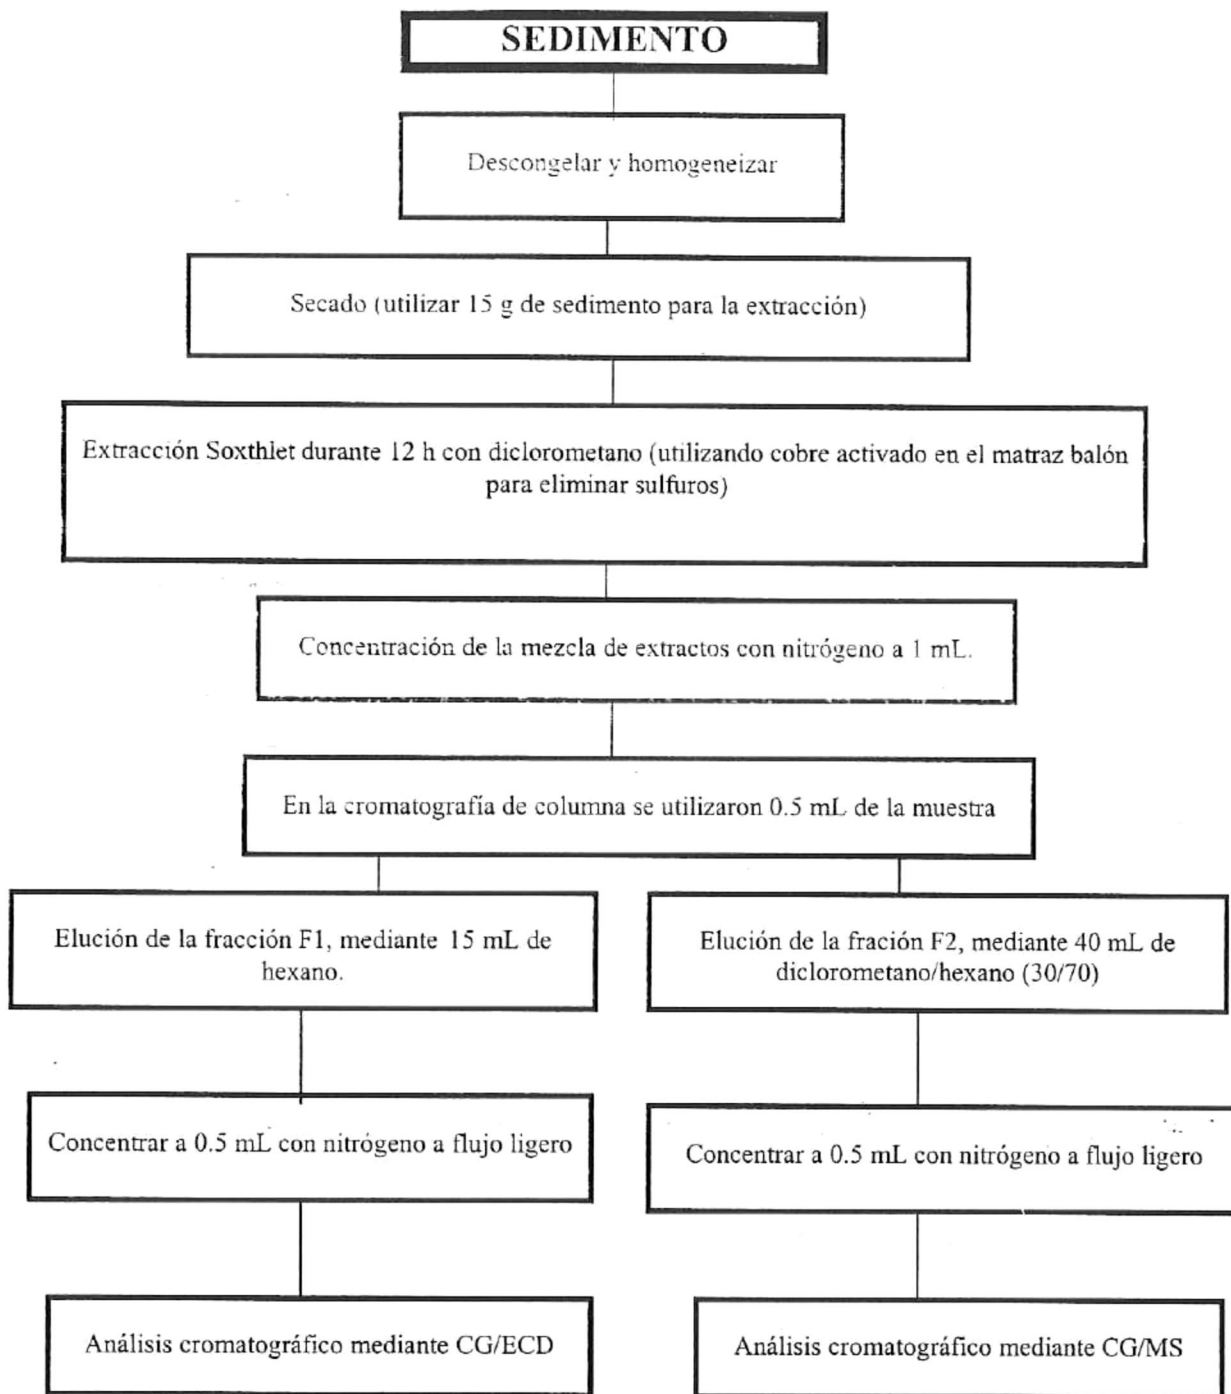 SEDIMENTO
Descongelar y homogeneizar
Secado (utilizar 15 g de sedimento para la extracción)
Extracción Soxthlet durante 12 h con diclorometano (utilizando cobre activado en el matraz balón
para eliminar sulfuros)
Concentración de la mezcla de extractos con nitrógeno a 1 mL.
En la cromatografía de columna se utilizaron 0.5 mL de la muestra
Elución de la fracción F1, mediante 15 mL de
hexano.
Elución de la fración F2, mediante 40 mL de
diclorometano/hexano (30/70)
Concentrar a 0.5 mL con nitrógeno a flujo ligero
Concentrar a 0.5 mL con nitrógeno a flujo ligero
Análisis cromatográfico mediante CG/ECD
Análisis cromatográfico mediante CG/MS